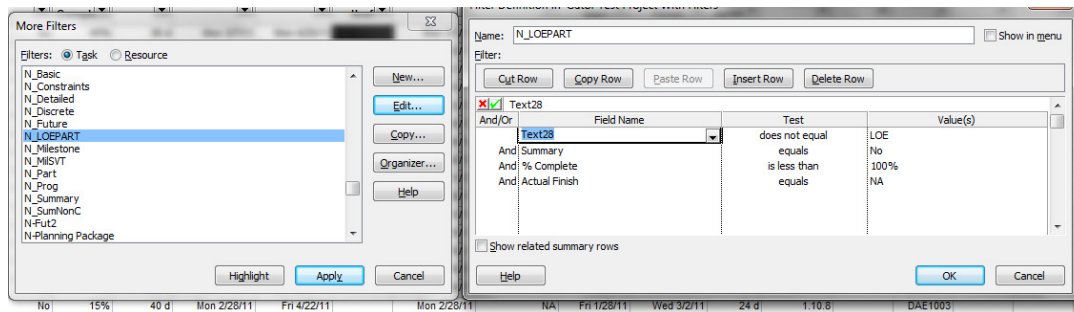 More Filters
Filters: Task Resource
N_Basic
N_Constraints
N_Detailed
N_Discrete
N_Future
N_LOEPART
N_Milestone
N_MilSVT
N_Part
N_Prog
N_Summary
N_SumNonC
N-Fut2
N-Planning Package
New...
Edit...
Copy...
Organizer...
Help
Highlight Apply Cancel
Name: N_LOEPART Show in menu
Filter:
Cut Row Copy Row Paste Row Insert Row Delete Row
Text28
And/Or Field Name Test Value(s)
Text28 does not equal LOE
And Summary equals No
And % Complete is less than 100%
And Actual Finish equals NA
Show related summary rows
Help OK Cancel
No 15% 40 d Mon 2/28/11 Fri 4/22/11 Mon 2/28/11 NA Fri 1/28/11 Wed 3/2/11 24 d 1.10.8 DAE1003